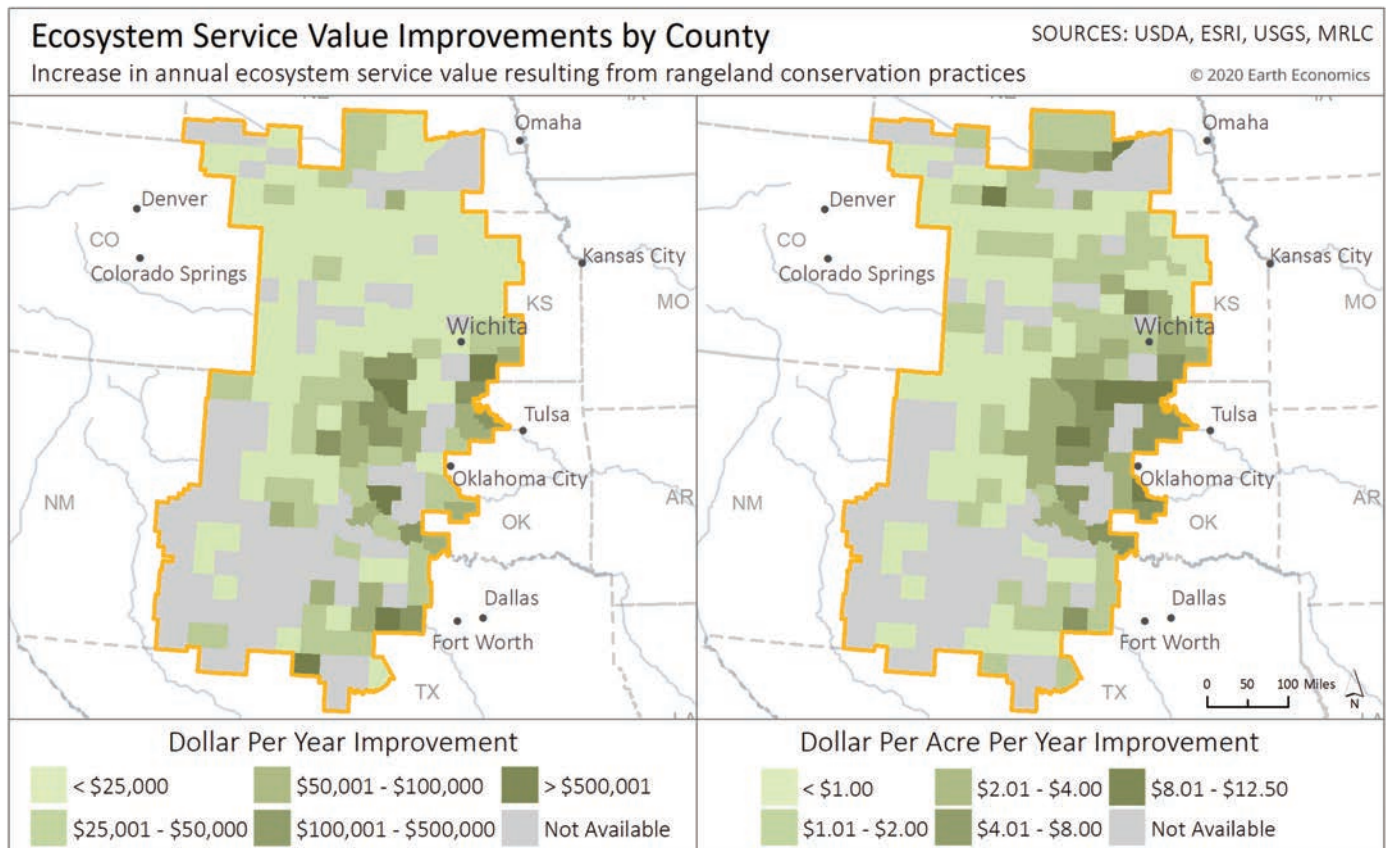 Ecosystem Service Value Improvements by County
SOURCES: USDA, ESRI, USGS, MRLC
Increase in annual ecosystem service value resulting from rangeland conservation practices
© 2020 Earth Economics
Omaha
Denver
CO
Colorado Springs
Kansas City
KS
MO
Wichita
Tulsa
Oklahoma City
NM
AR
OK
Dallas
Fort Worth
TX
Omaha
Denver
CO
Colorado Springs
Kansas City
KS
MO
Wichita
Tulsa
Oklahoma City
NM
AR
OK
Dallas
Fort Worth
TX
0 50 100 Miles
N
Dollar Per Year Improvement
< $25,000
$50,001 - $100,000
> $500,001
$25,001 - $50,000
$100,001 - $500,000
Not Available
Dollar Per Acre Per Year Improvement
< $1.00
$2.01 - $4.00
$8.01 - $12.50
$1.01 - $2.00
$4.01 - $8.00
Not Available